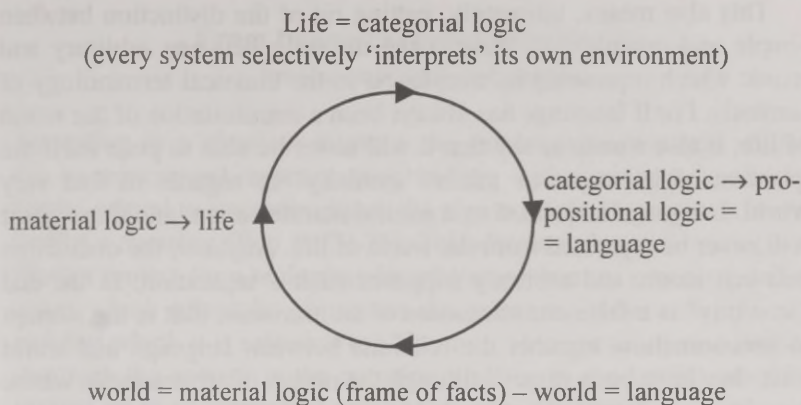 Life = categorial logic
(every system selectively ‘interprets’ its own environment)
categorial logic → pro-
positional logic =
= language
material logic → life
world = material logic (frame of facts) – world = language